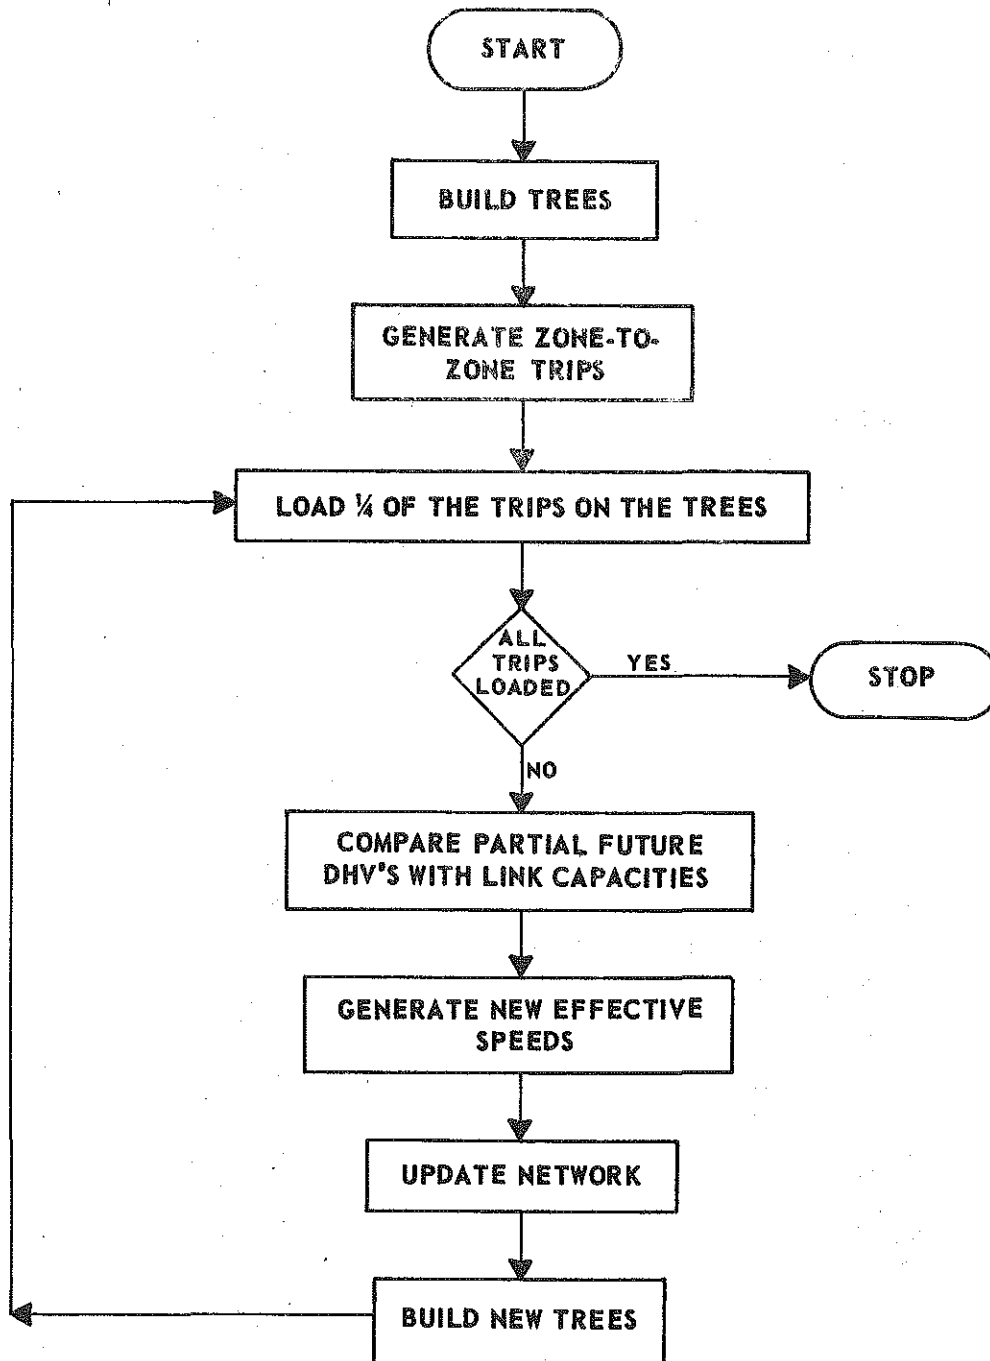 START
BUILD TREES
GENERATE ZONE-TO-
ZONE TRIPS
LOAD ¼ OF THE TRIPS ON THE TREES
ALL
TRIPS
LOADED
YES
STOP
NO
COMPARE PARTIAL FUTURE
DHV'S WITH LINK CAPACITIES
GENERATE NEW EFFECTIVE
SPEEDS
UPDATE NETWORK
BUILD NEW TREES